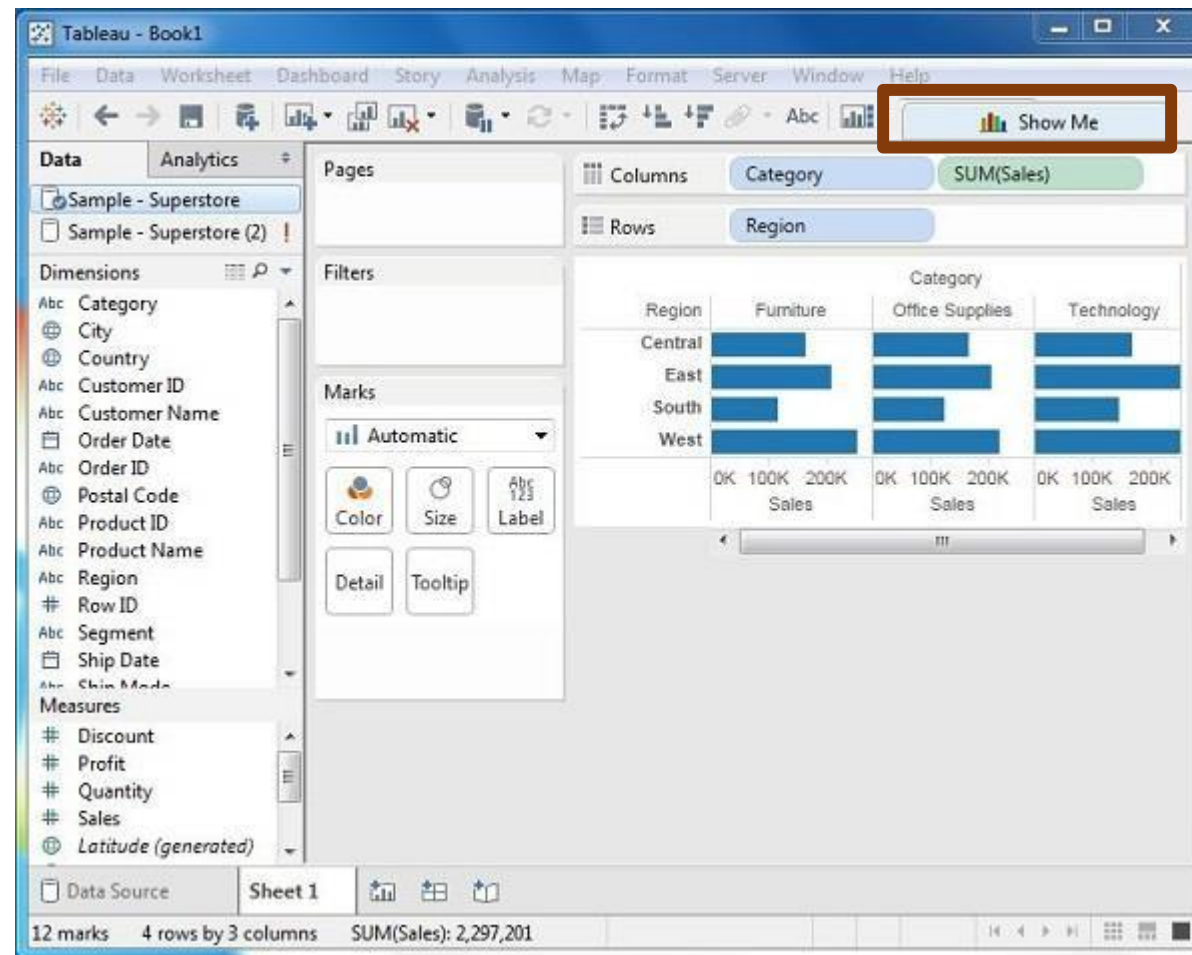 Tableau - Book1
File Data Worksheet Dashboard Story Analysis Map Format Server Window Help
Abc Show Me
Data Analytics
Sample - Superstore
Sample - Superstore (2) !
Dimensions
Abc Category
City
Country
Abc Customer ID
Abc Customer Name
Order Date
Abc Order ID
Postal Code
Abc Product ID
Abc Product Name
Abc Region
# Row ID
Abc Segment
Ship Date
Abc Ship Mode
Measures
# Discount
# Profit
# Quantity
# Sales
Latitude (generated)
Pages
Filters
Marks
Automatic
Color Size Abc 123 Label
Detail Tooltip
Columns Category SUM(Sales)
Rows Region
Category
Region Furniture Office Supplies Technology
Central
East
South
West
0K 100K 200K 0K 100K 200K 0K 100K 200K
Sales Sales Sales
Data Source Sheet 1
12 marks 4 rows by 3 columns SUM(Sales): 2,297,201